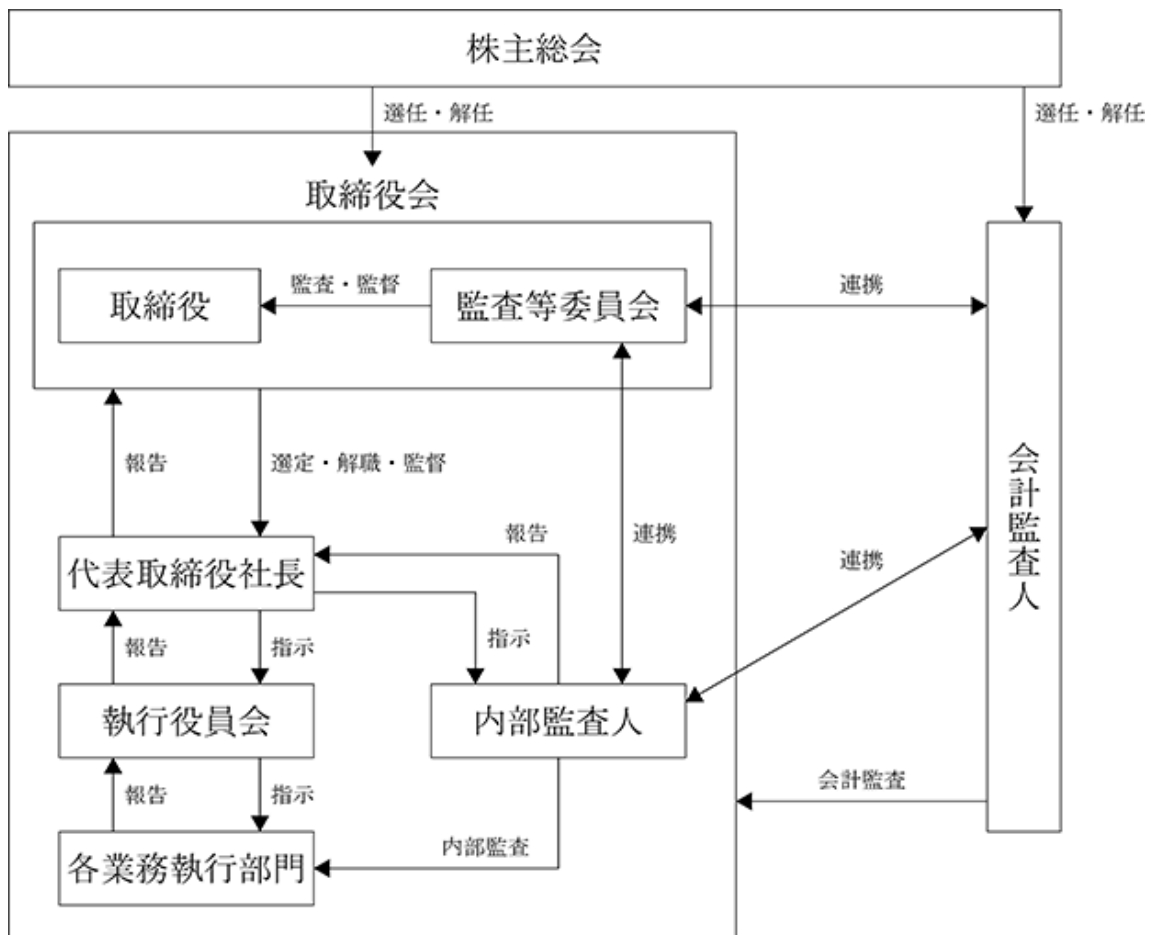 株主総会
選任・解任
選任・解任
取締役会
取締役
監査・監督
監査等委員会
連携
報告
選定・解職・監督
会計監査人
報告
連携
代表取締役社長
連携
報告
指示
指示
執行役員会
内部監査人
報告
指示
会計監査
内部監査
各業務執行部門